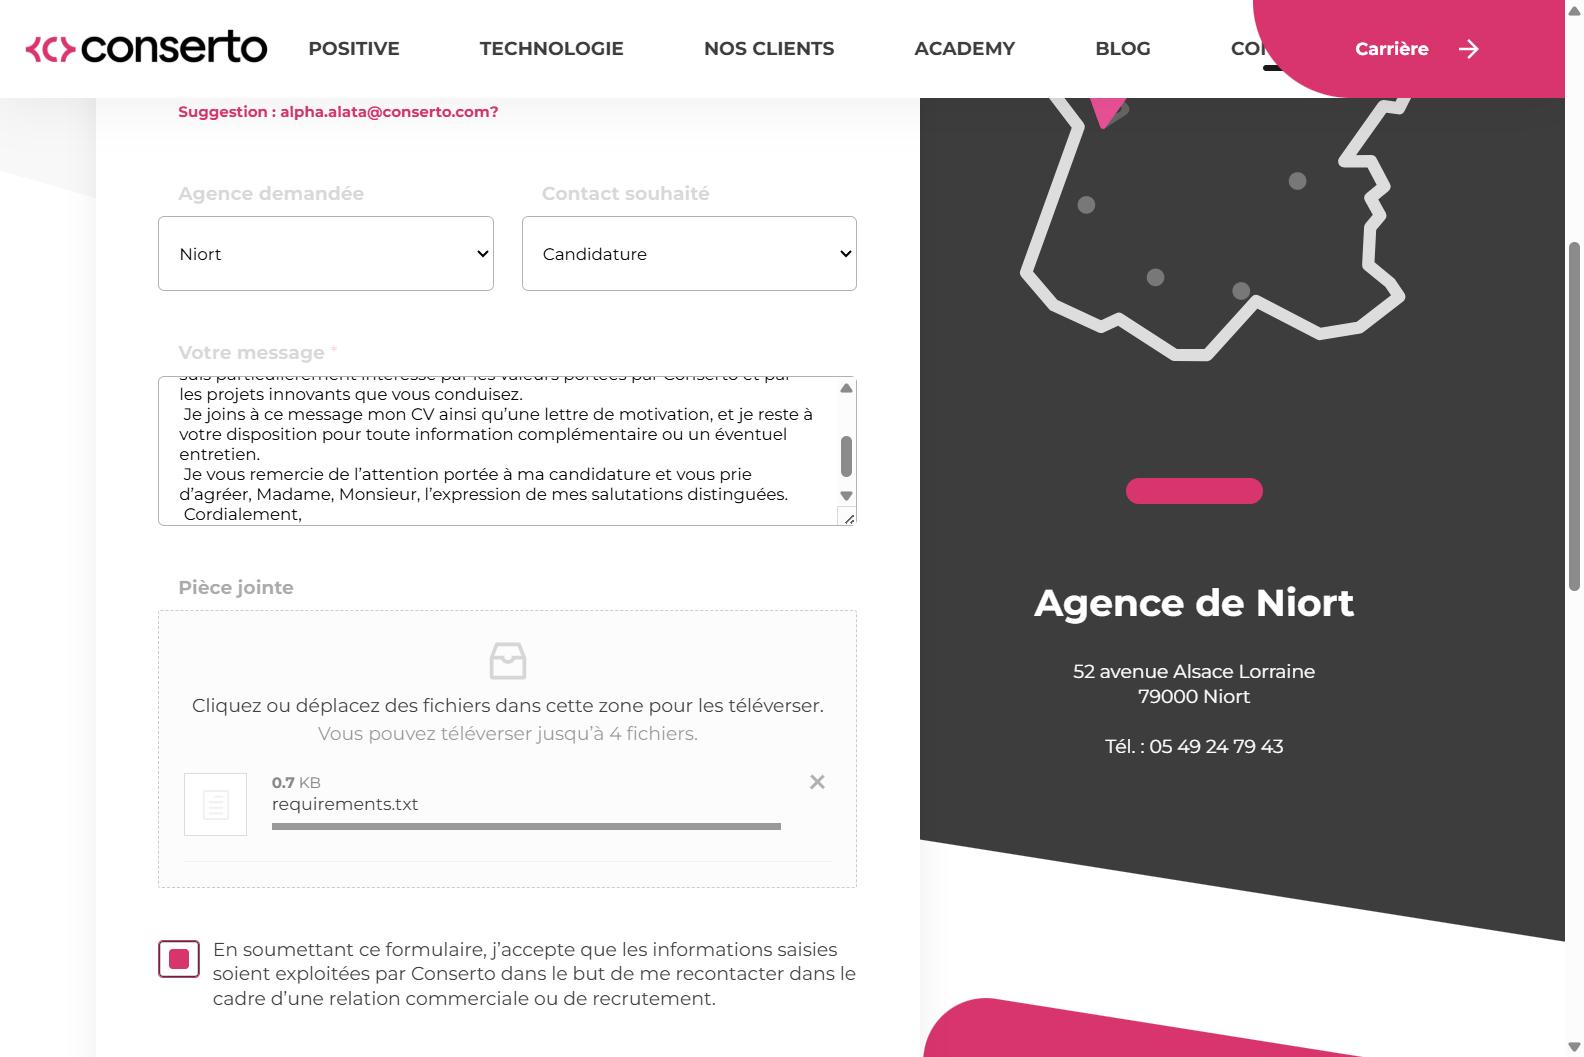 conserto
POSITIVE
TECHNOLOGIE
NOS CLIENTS
ACADEMY
BLOG
Carrière
Suggestion : alpha.alata@conserto.com?
Agence demandée
Contact souhaité
Niort
Candidature
Votre message *
les projets innovants que vous conduisez.
Je joins à ce message mon CV ainsi qu’une lettre de motivation, et je reste à
votre disposition pour toute information complémentaire ou un éventuel
entretien.
Je vous remercie de l’attention portée à ma candidature et vous prie
d’agréer, Madame, Monsieur, l’expression de mes salutations distinguées.
Cordialement,
Pièce jointe
Cliquez ou déplacez des fichiers dans cette zone pour les téléverser.
Vous pouvez téléverser jusqu’à 4 fichiers.
0.7 KB
requirements.txt
En soumettant ce formulaire, j’accepte que les informations saisies
soient exploitées par Conserto dans le but de me recontacter dans le
cadre d’une relation commerciale ou de recrutement.
Agence de Niort
52 avenue Alsace Lorraine
79000 Niort
Tél. : 05 49 24 79 43